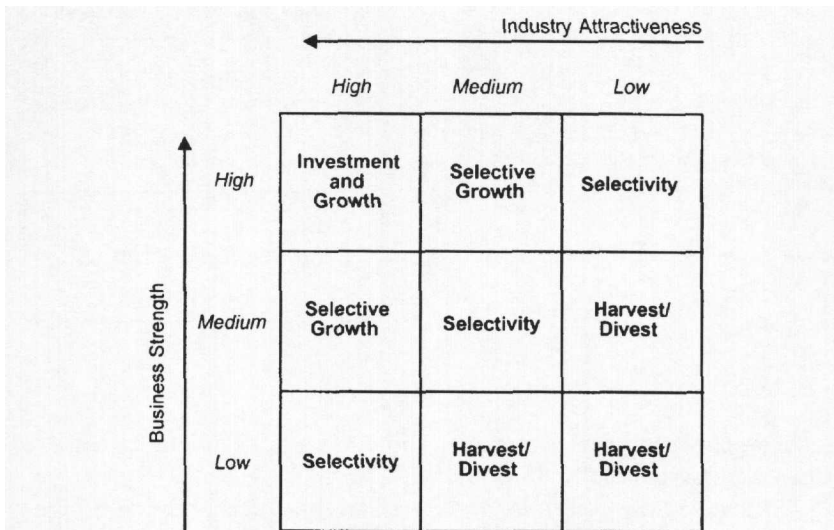 Industry Attractiveness
High
Medium
Low
Business Strength
High
Investment
and
Growth
Selective
Growth
Selectivity
Medium
Selective
Growth
Selectivity
Harvest/
Divest
Low
Selectivity
Harvest/
Divest
Harvest/
Divest